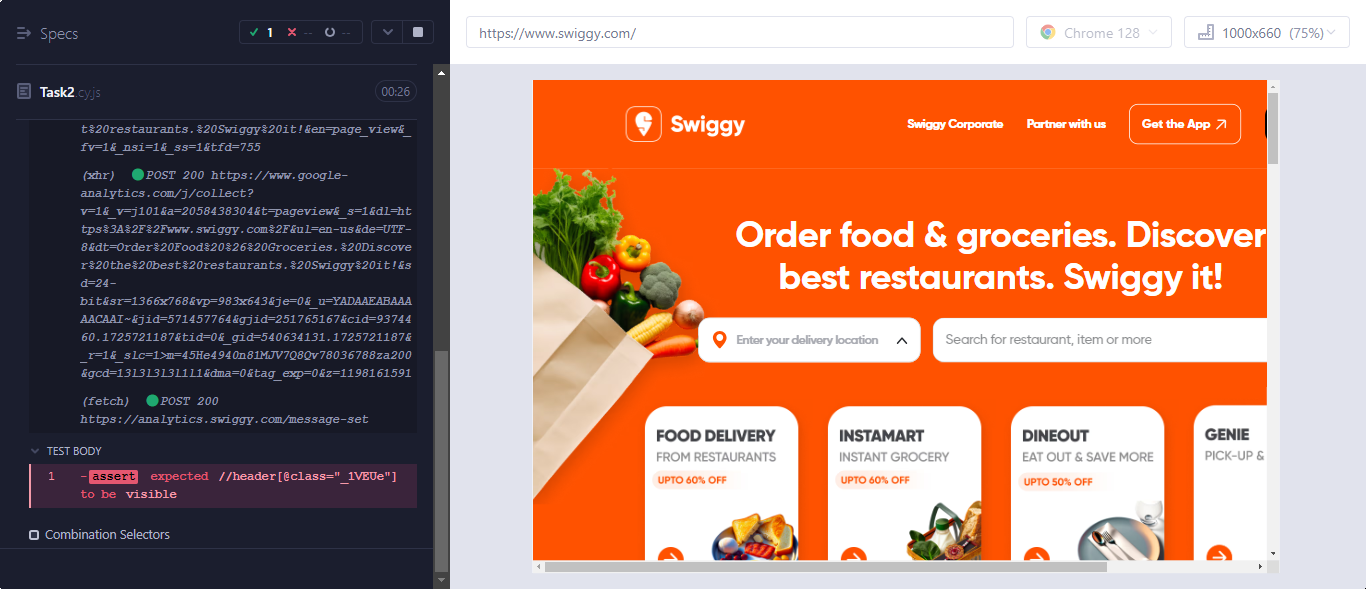 Specs
1 -- --
Task2.cy.js
00:26
t%20restaurants.%20Swiggy%20it!&en=page_view&_
fv=1&_nsi=1&_ss=1&tfd=755
(xhr) POST 200 https://www.google-
analytics.com/j/collect?
v=1&_v=j101&a=2058438304&t=pageview&_s=1&dl=ht
tps%3A%2F%2Fwww.swiggy.com%2F&ul=en-us&de=UTF-
8&dt=Order%20Food%20%26%20Groceries.%20Discove
r%20the%20best%20restaurants.%20Swiggy%20it!&s
d=24-
bit&sr=1366x768&vp=983x643&je=0&_u=YADAAEABAAA
AACAAI~&jid=571457764&gjid=251765167&cid=93744
60.1725721187&tid=0&_gid=540634131.1725721187&
_r=1&_slc=1>m=45He4940n81MJV7Q8Qv78036788za200
&gcd=13l3l3l3l1l1&dma=0&tag_exp=0&z=1198161591
(fetch) POST 200
https://analytics.swiggy.com/message-set
TEST BODY
1 -assert expected //header[@class="_1VEUe"]
to be visible
Combination Selectors
https://www.swiggy.com/
Chrome 128
1000x660 (75%)
Swiggy
Swiggy Corporate
Partner with us
Get the App
Order food & groceries. Discover
best restaurants. Swiggy it!
Enter your delivery location
Search for restaurant, item or more
FOOD DELIVERY
FROM RESTAURANTS
UPTO 60% OFF
INSTAMART
INSTANT GROCERY
UPTO 60% OFF
DINEOUT
EAT OUT & SAVE MORE
UPTO 50% OFF
GENIE
PICK-UP &